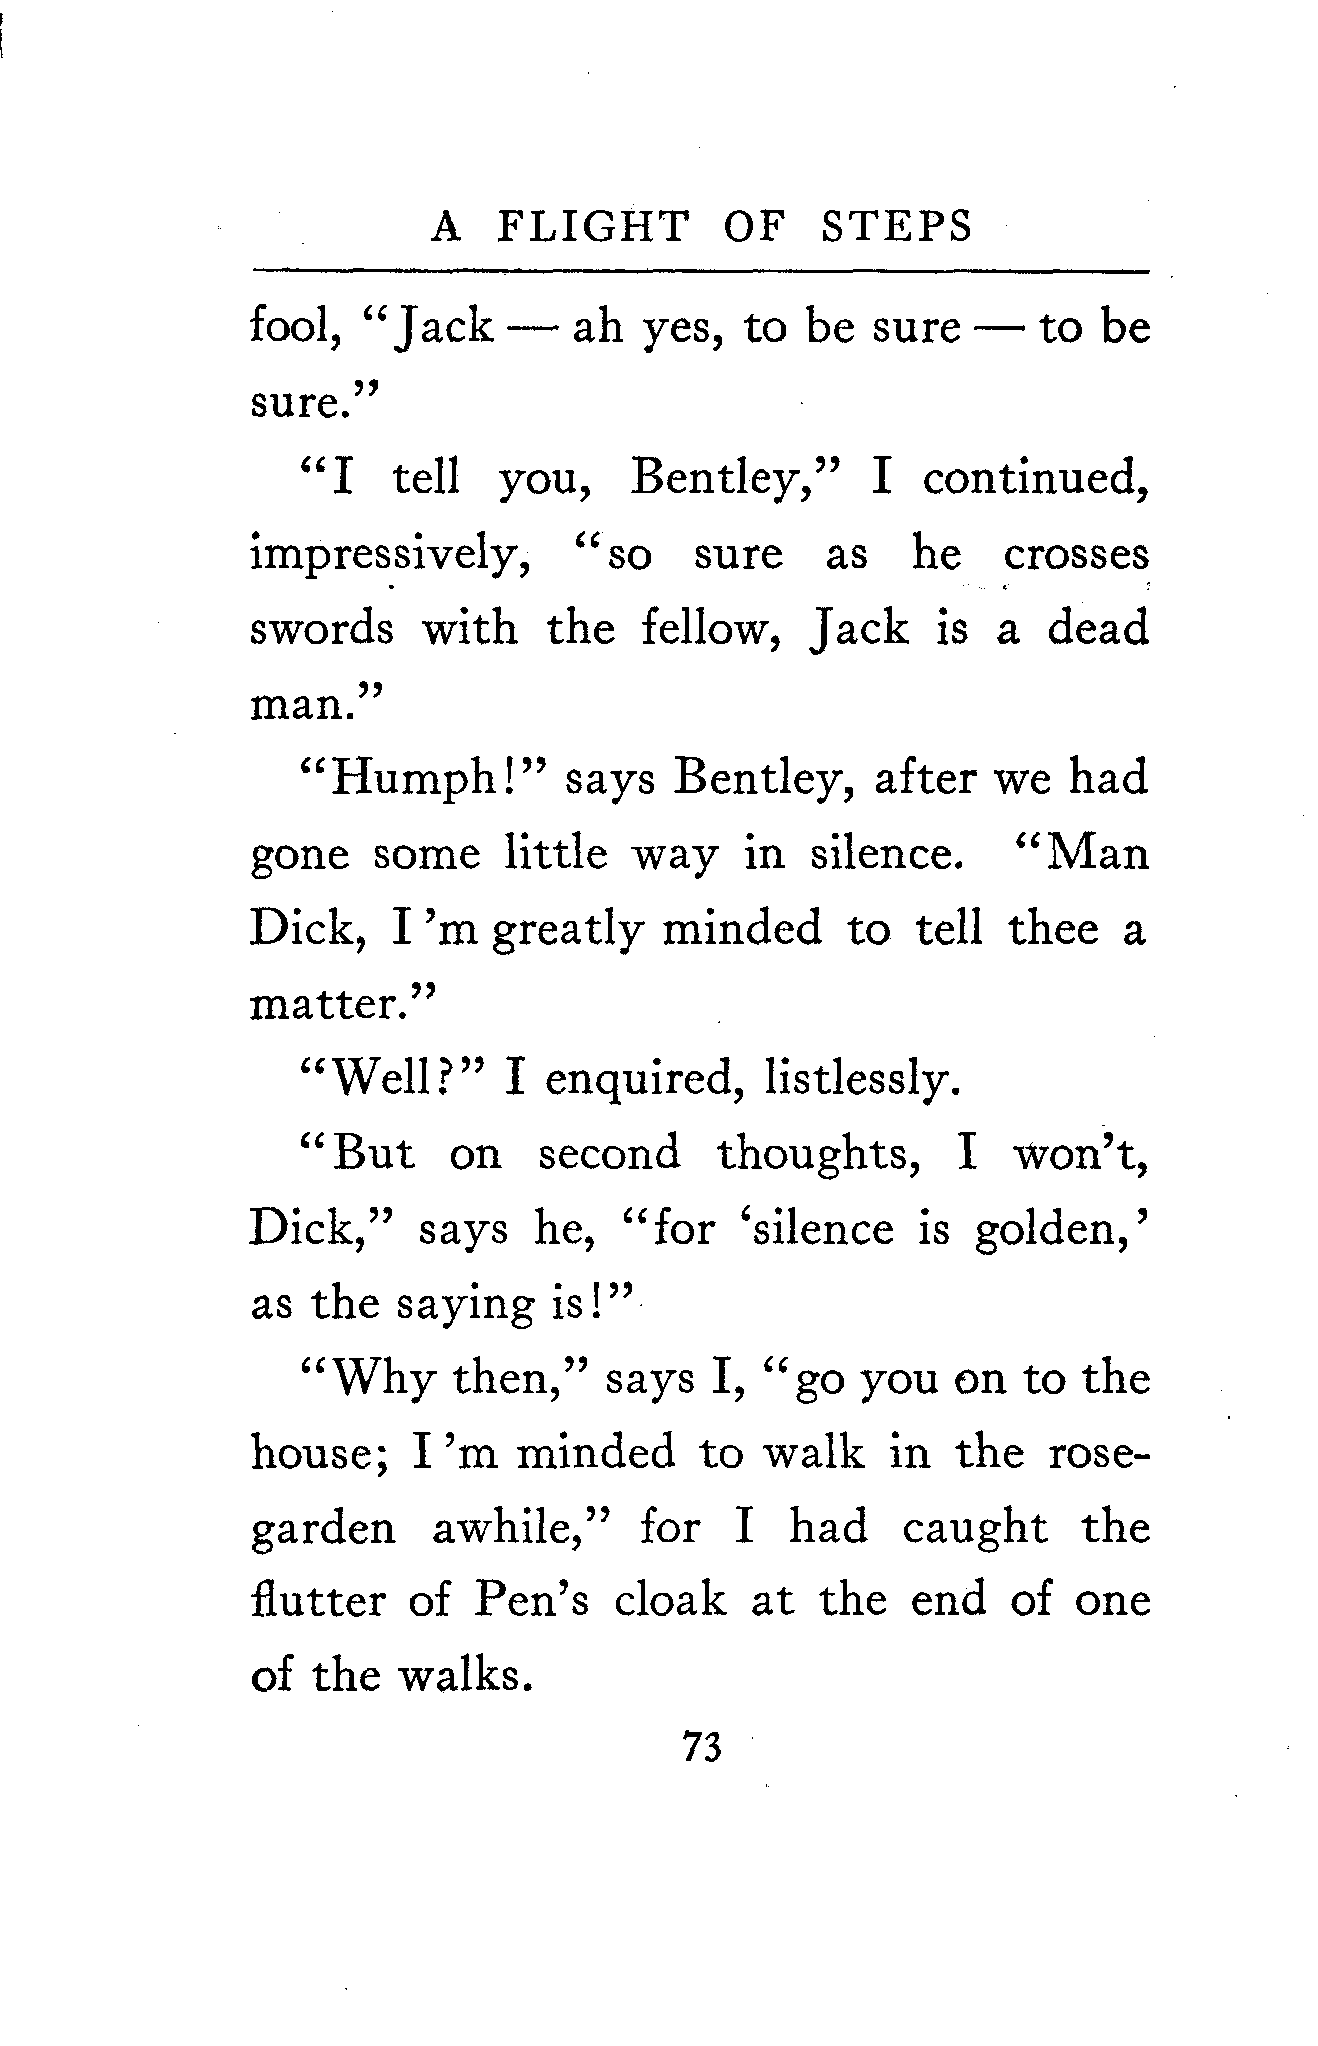 A FLIGHT OF STEPS
fool, “Jack — ah yes, to be sure — to be
sure.”
“I tell you, Bentley,” I continued,
impressively, “so sure as he crosses
swords with the fellow, Jack is a dead
man.”
“Humph!” says Bentley, after we had
gone some little way in silence. “Man
Dick, I ’m greatly minded to tell thee a
matter.”
“Well?” I enquired, listlessly.
“But on second thoughts, I won’t,
Dick,” says he, “for ‘silence is golden,’
as the saying is!”
“Why then,” says I, “go you on to the
house; I ’m minded to walk in the rose-
garden awhile,” for I had caught the
flutter of Pen’s cloak at the end of one
of the walks.
73